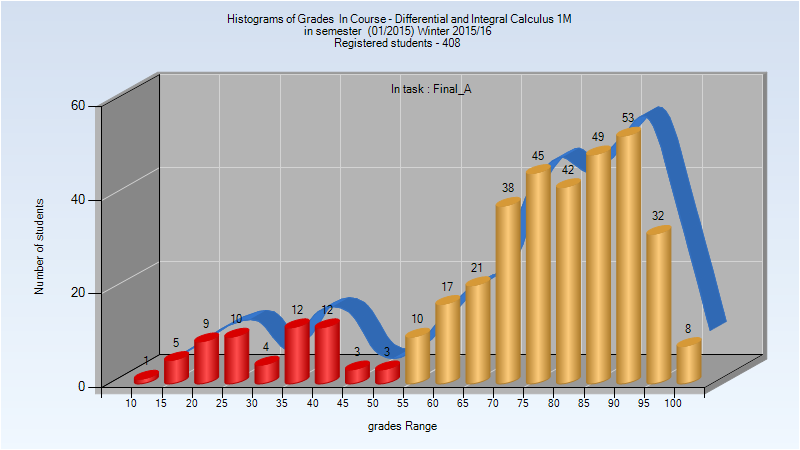 Histograms of Grades In Course - Differential and Integral Calculus 1M
in semester (01/2015) Winter 2015/16
Registered students - 408
In task : Final_A
60
40
20
0
Number of students
1 5 9 10 4 12 12 3 3 10 17 21 38 45 42 49 53 32 8
10 15 20 25 30 35 40 45 50 55 60 65 70 75 80 85 90 95 100
grades Range